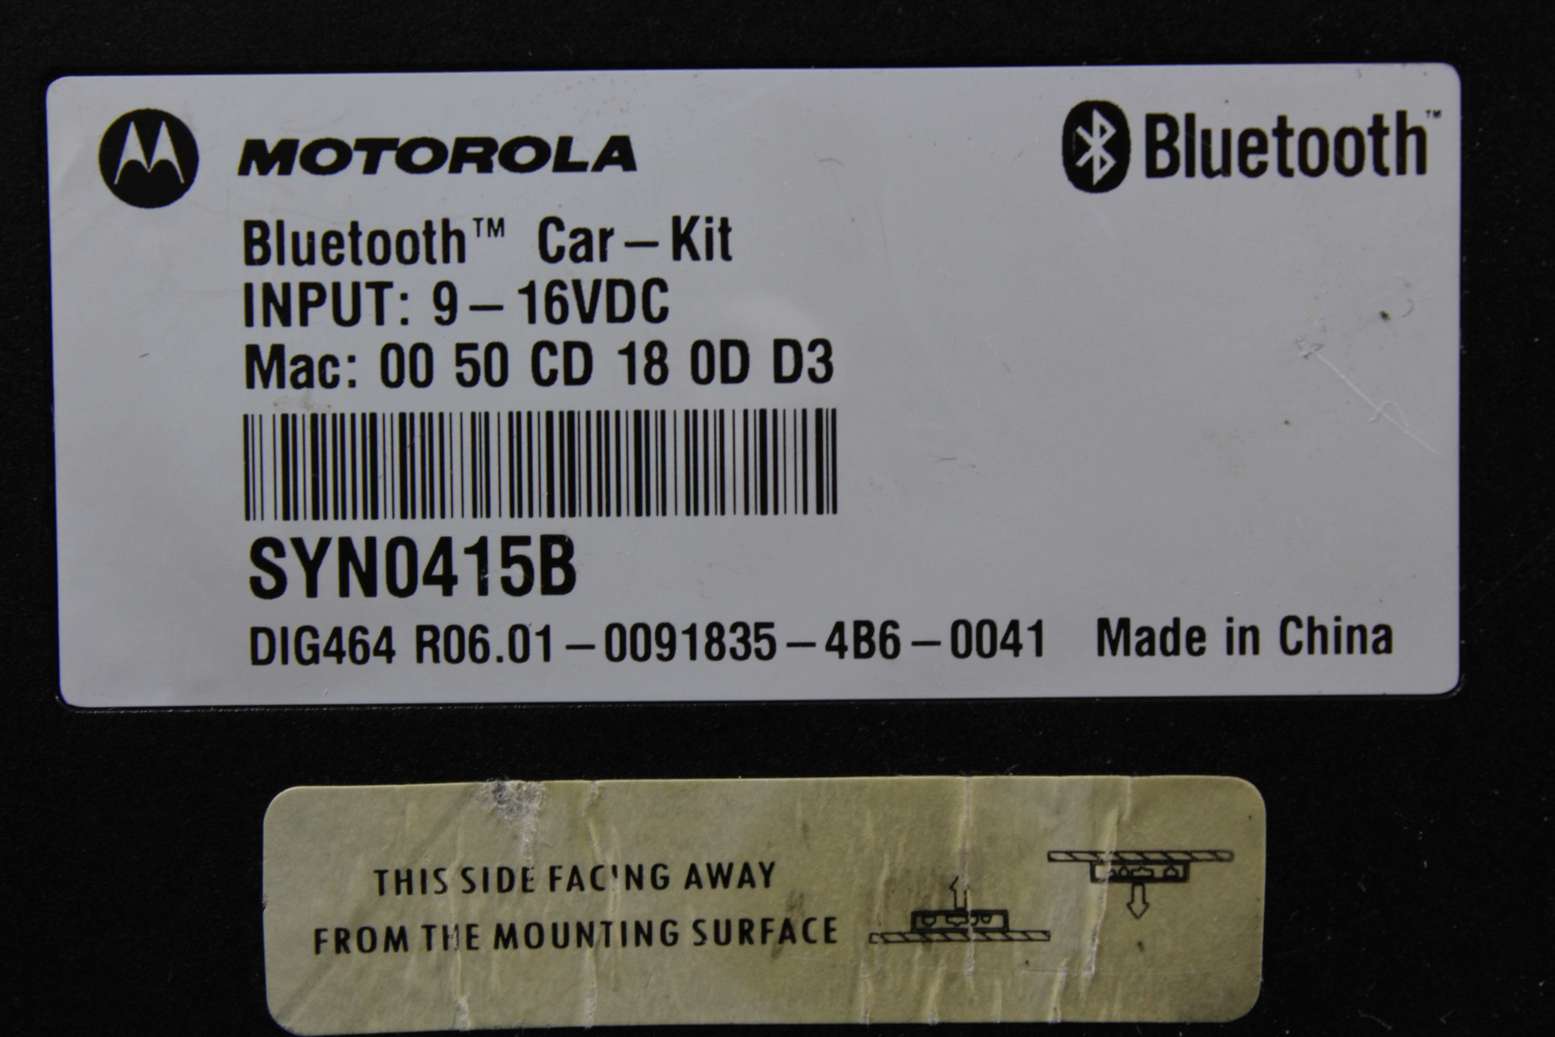 MOTOROLA
Bluetooth™
Bluetooth™ Car–Kit
INPUT: 9–16VDC
Mac: 00 50 CD 18 0D D3
SYN0415B
DIG464 R06.01–0091835–4B6–0041 Made in China
THIS SIDE FACING AWAY
FROM THE MOUNTING SURFACE